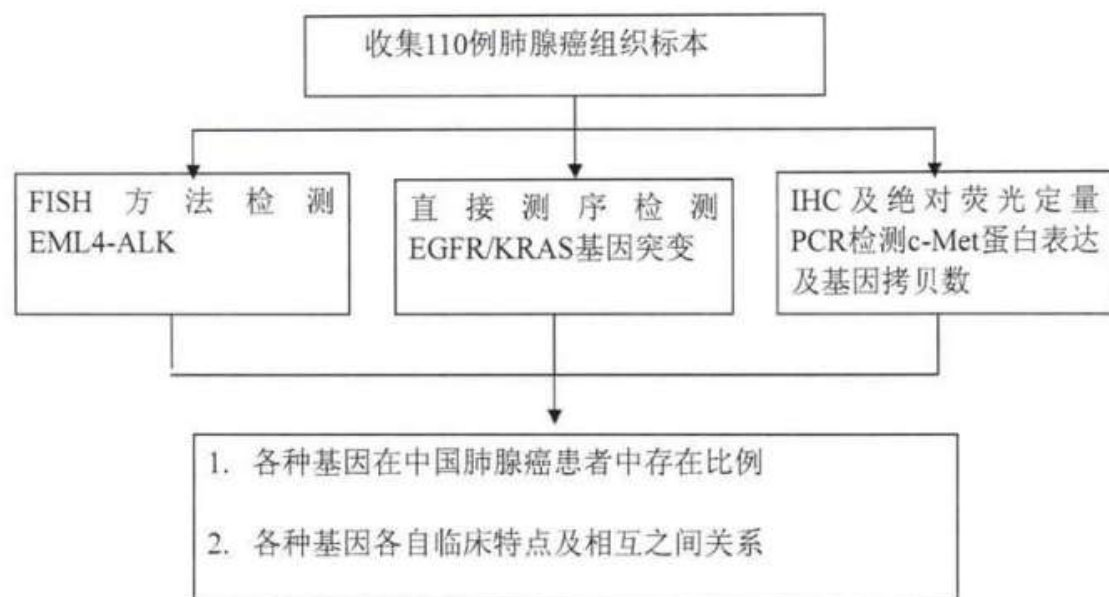 收集110例肺腺癌组织标本
FISH 方法检测
EML4-ALK
直接测序检测
EGFR/KRAS基因突变
IHC及绝对荧光定量
PCR检测c-Met蛋白表达
及基因拷贝数
1. 各种基因在中国肺腺癌患者中存在比例
2. 各种基因各自临床特点及相互之间关系